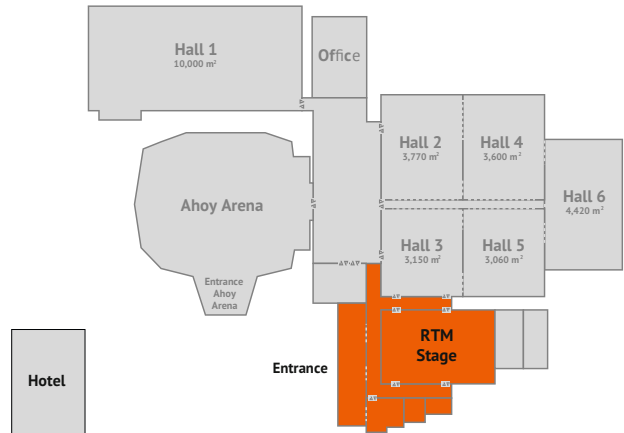 Hall 1
10,000 m²
Office
Hall 2
3,770 m²
Hall 4
3,600 m²
Hall 6
4,420 m²
Ahoy Arena
Hall 3
3,150 m²
Hall 5
3,060 m²
Entrance
Ahoy
Arena
RTM
Stage
Entrance
Hotel